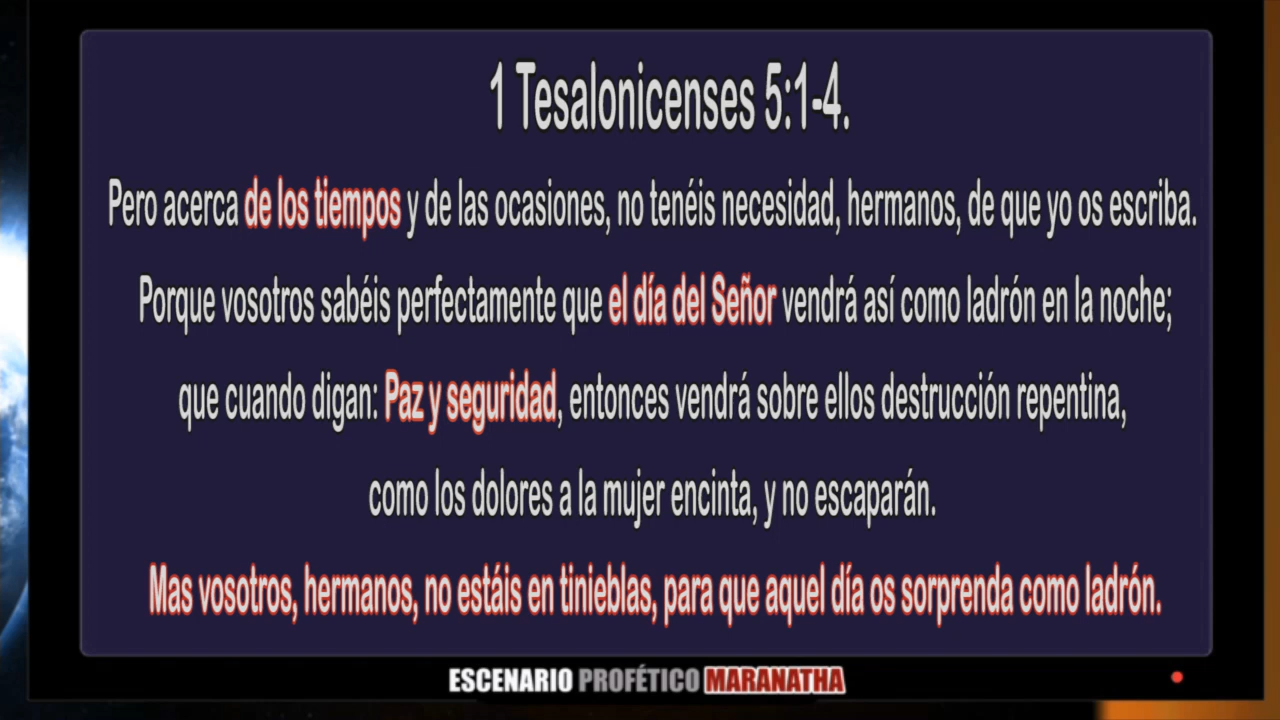 1 Tesalonicenses 5:1-4.
Pero acerca de los tiempos y de las ocasiones, no tenéis necesidad, hermanos, de que yo os escriba.
Porque vosotros sabéis perfectamente que el día del Señor vendrá así como ladrón en la noche;
que cuando digan: Paz y seguridad, entonces vendrá sobre ellos destrucción repentina,
como los dolores a la mujer encinta, y no escaparán.
Mas vosotros, hermanos, no estáis en tinieblas, para que aquel día os sorprenda como ladrón.
ESCENARIO PROFÉTICO MARANATHA